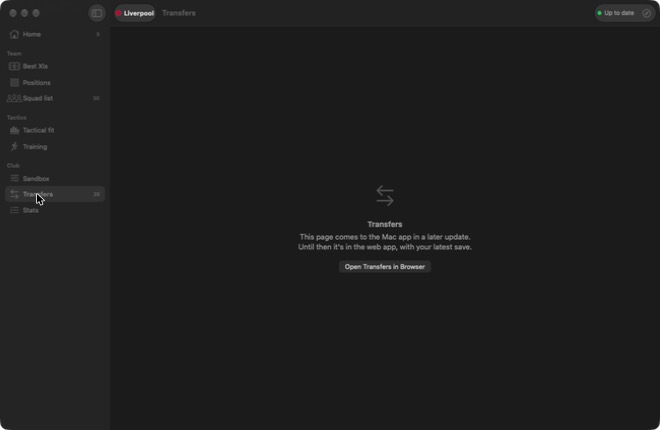 Liverpool
Transfers
Up to date
Home
Team
Best XIs
Positions
Squad list
Tactics
Tactical fit
Training
Club
Sandbox
Transfers
Stats
Transfers
This page comes to the Mac app in a later update.
Until then it's in the web app, with your latest save.
Open Transfers in Browser